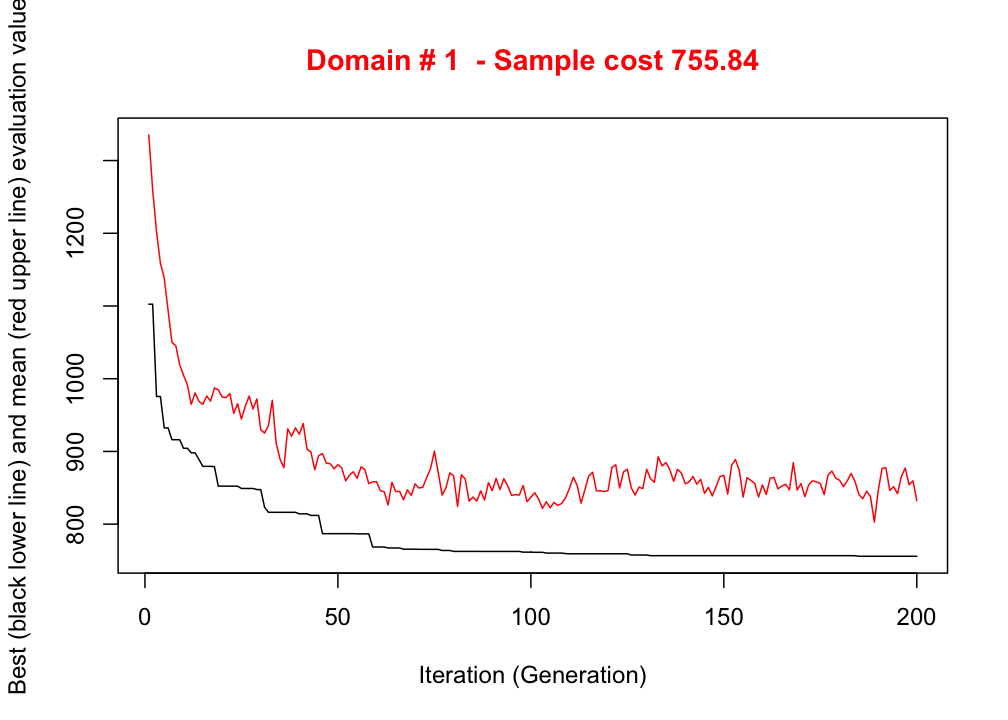 Domain # 1  - Sample cost 755.84
Best (black lower line) and mean (red upper line) evaluation value
1200
1000
900
800
0 50 100 150 200
Iteration (Generation)